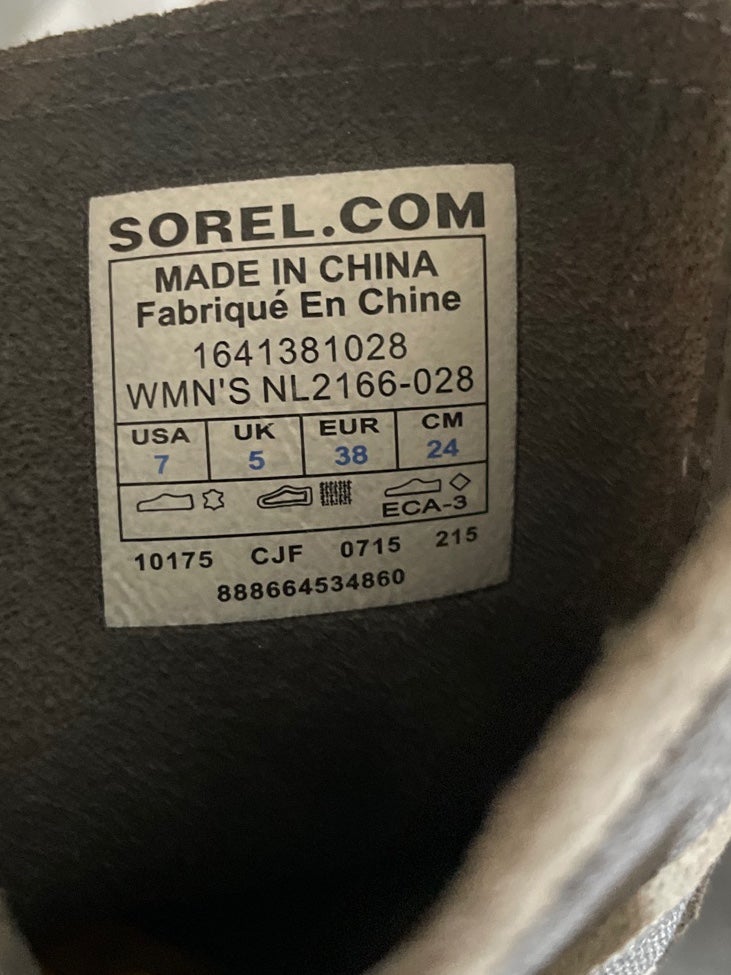 SOREL.COM
MADE IN CHINA
Fabriqué En Chine
1641381028
WMN'S NL2166-028
USA UK EUR CM
7 5 38 24
ECA-3
10175 CJF 0715 215
888664534860